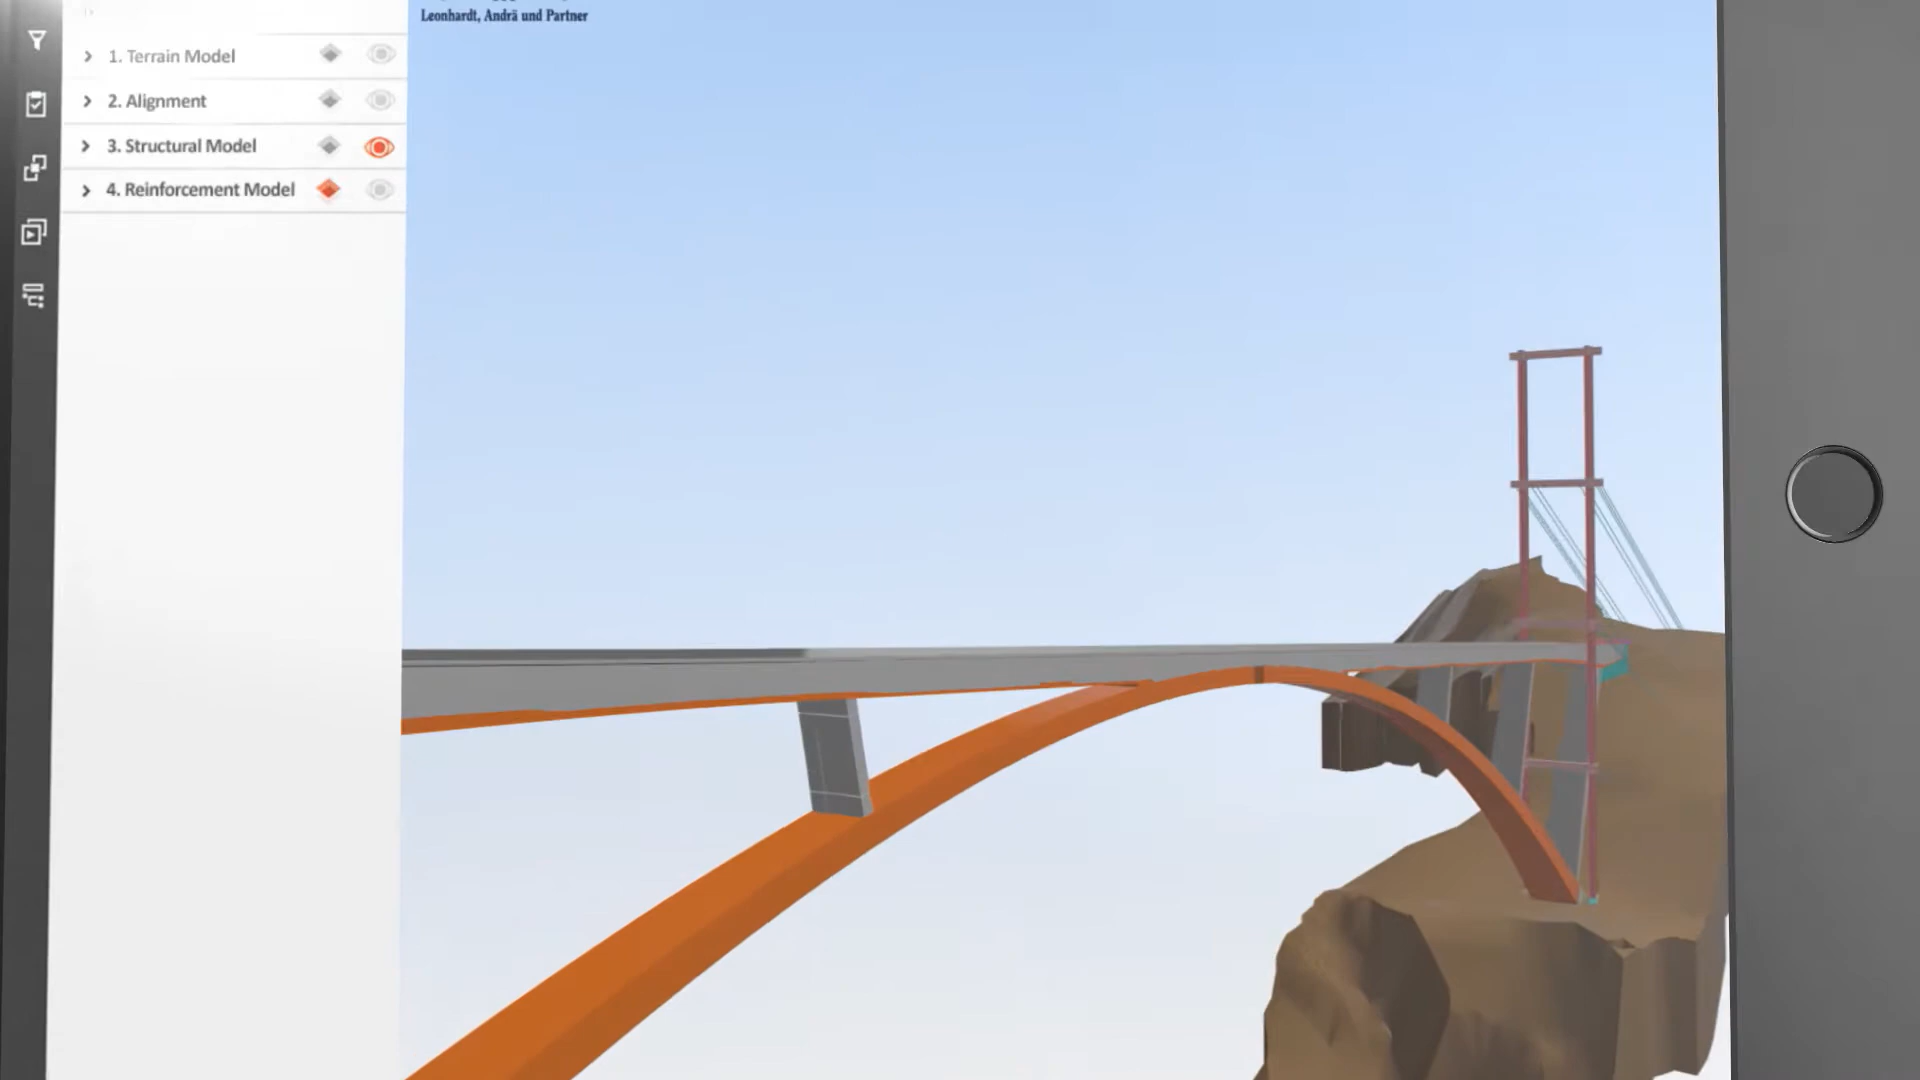 Leonhardt, Andrä und Partner
1. Terrain Model
2. Alignment
3. Structural Model
4. Reinforcement Model